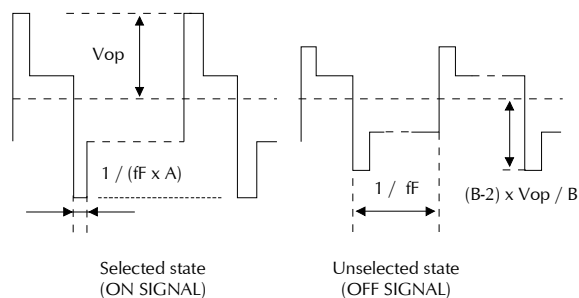 Vop
1 / (fF x A)
Selected state
(ON SIGNAL)
1 / fF
(B-2) x Vop / B
Unselected state
(OFF SIGNAL)